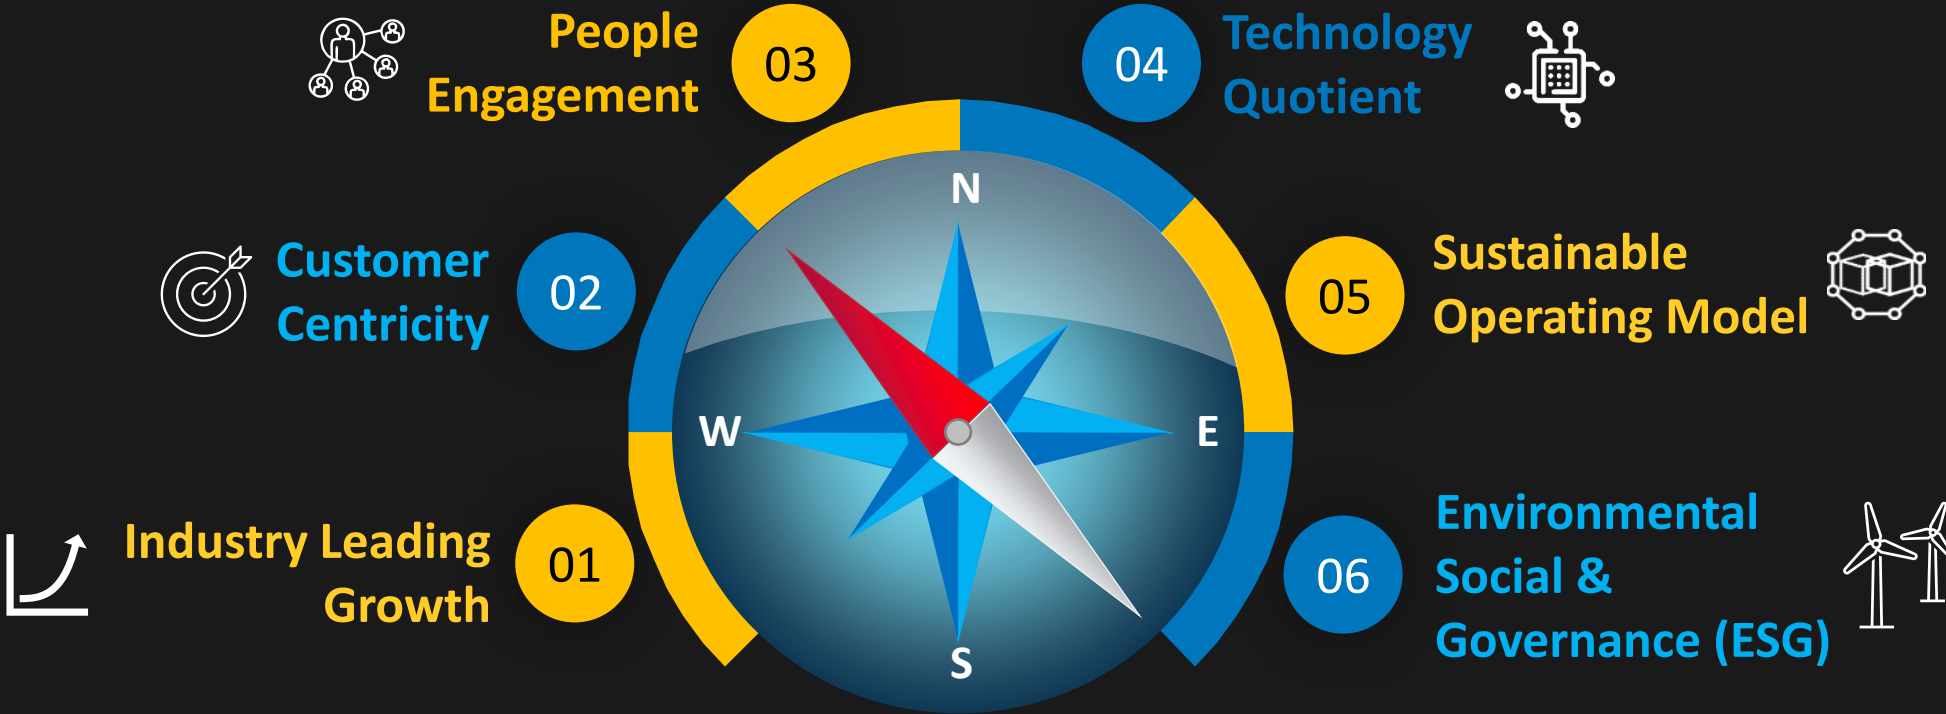 01
Industry Leading
Growth
02
Customer
Centricity
03
People
Engagement
04
Technology
Quotient
05
Sustainable
Operating Model
06
Environmental
Social &
Governance (ESG)
N
W
E
S